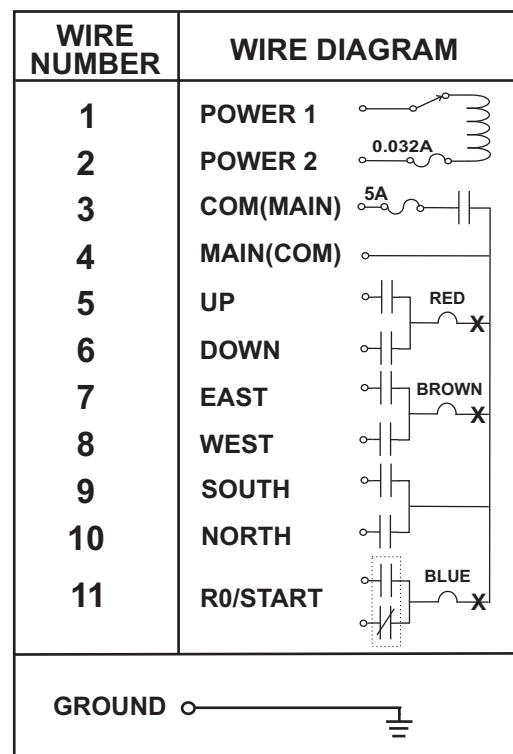 WIRE NUMBER WIRE DIAGRAM
1 POWER 1
2 POWER 2 0.032A
3 COM(MAIN) 5A
4 MAIN(COM)
5 UP RED
X
6 DOWN
7 EAST BROWN
X
8 WEST
9 SOUTH
10 NORTH
11 R0/START BLUE
X
GROUND